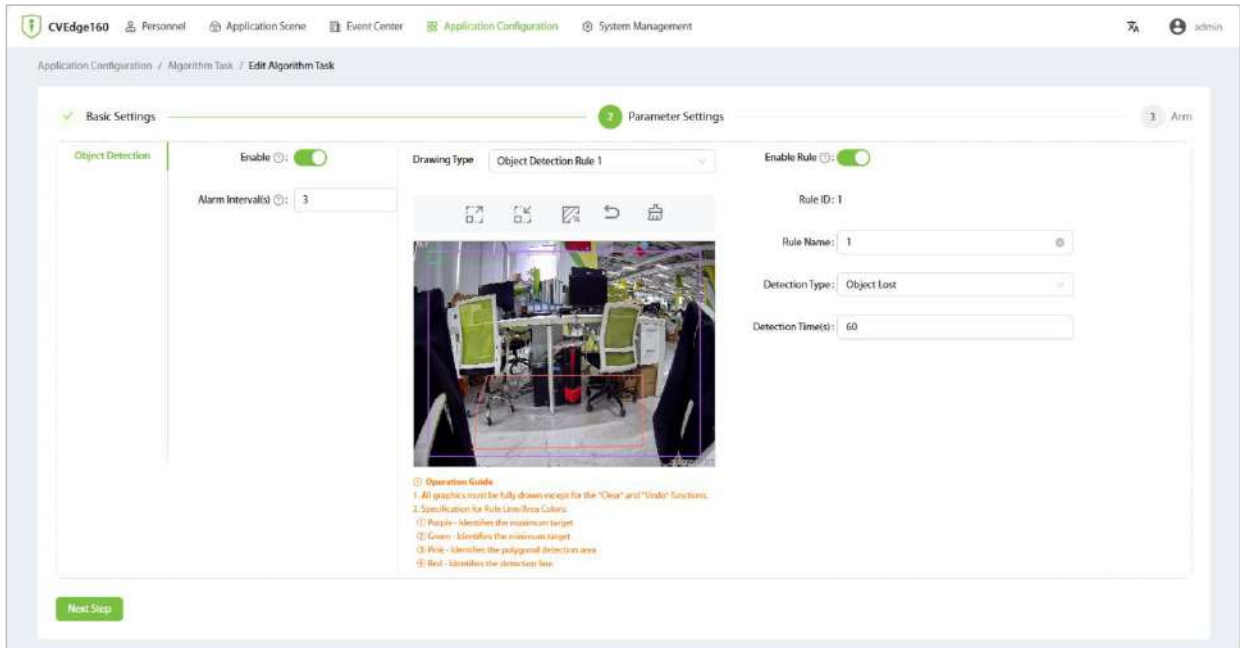 CVEdge160 Personnel Application Scene Event Center Application Configuration System Management admin
Application Configuration / Algorithm Task / Edit Algorithm Task
Basic Settings 2 Parameter Settings 3 Arm
Object Detection
Enable ?:
Alarm Interval(s) ?: 3
Drawing Type Object Detection Rule 1
Operation Guide
1. All graphics must be fully drawn except for the "Clear" and "Undo" functions.
2. Specification for Rule Line/Area Colors:
① Purple - Identifies the maximum target
② Green - Identifies the minimum target
③ Pink - Identifies the polygonal detection area
④ Red - Identifies the detection line
Enable Rule ?:
Rule ID: 1
Rule Name: 1
Detection Type: Object Lost
Detection Time(s): 60
Next Step